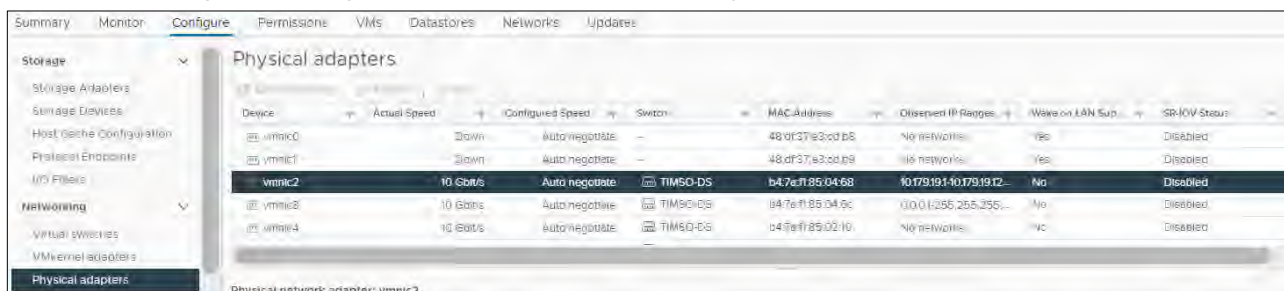 Summary Monitor Configure Permissions VMs Datastores Networks Updates
Storage
Physical adapters
Storage Adapters
Storage Devices
Device Actual Speed Configured Speed Switch MAC Address Observed IP Ranges Wake on LAN Sup... SR-IOV Status
Host Cache Configuration
vmnic0 Down Auto negotiate -- 48:df:37:e3:cd:b8 No networks Yes Disabled
Protocol Endpoints
vmnic1 Down Auto negotiate -- 48:df:37:e3:cd:b9 No networks Yes Disabled
I/O Filters
vmnic2 10 Gbit/s Auto negotiate TIMSO-DS b4:7a:f1:85:04:68 No Disabled
Networking
vmnic3 10 Gbit/s Auto negotiate TIMSO-DS No Disabled
Virtual switches
vmnic4 10 Gbit/s Auto negotiate TIMSO-DS No networks No Disabled
VMkernel adapters
Physical adapters
Physical network adapter: vmnic2